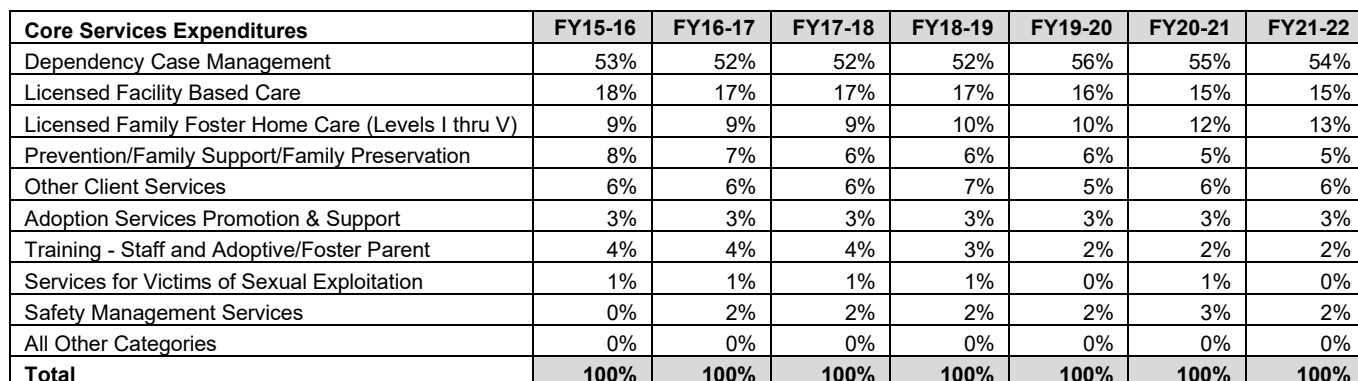 Core Services Expenditures FY15-16 FY16-17 FY17-18 FY18-19 FY19-20 FY20-21 FY21-22
Dependency Case Management 53% 52% 52% 52% 56% 55% 54%
Licensed Facility Based Care 18% 17% 17% 17% 16% 15% 15%
Licensed Family Foster Home Care (Levels I thru V) 9% 9% 9% 10% 10% 12% 13%
Prevention/Family Support/Family Preservation 8% 7% 6% 6% 6% 5% 5%
Other Client Services 6% 6% 6% 7% 5% 6% 6%
Adoption Services Promotion & Support 3% 3% 3% 3% 3% 3% 3%
Training - Staff and Adoptive/Foster Parent 4% 4% 4% 3% 2% 2% 2%
Services for Victims of Sexual Exploitation 1% 1% 1% 1% 0% 1% 0%
Safety Management Services 0% 2% 2% 2% 2% 3% 2%
All Other Categories 0% 0% 0% 0% 0% 0% 0%
Total 100% 100% 100% 100% 100% 100% 100%